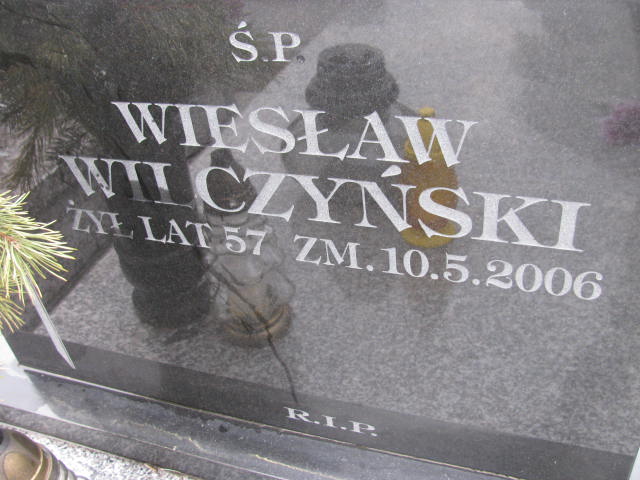 Ś.P.
WIESŁAW
WILCZYŃSKI
ŻYŁ LAT 57 ZM.10.5.2006
R.I.P.